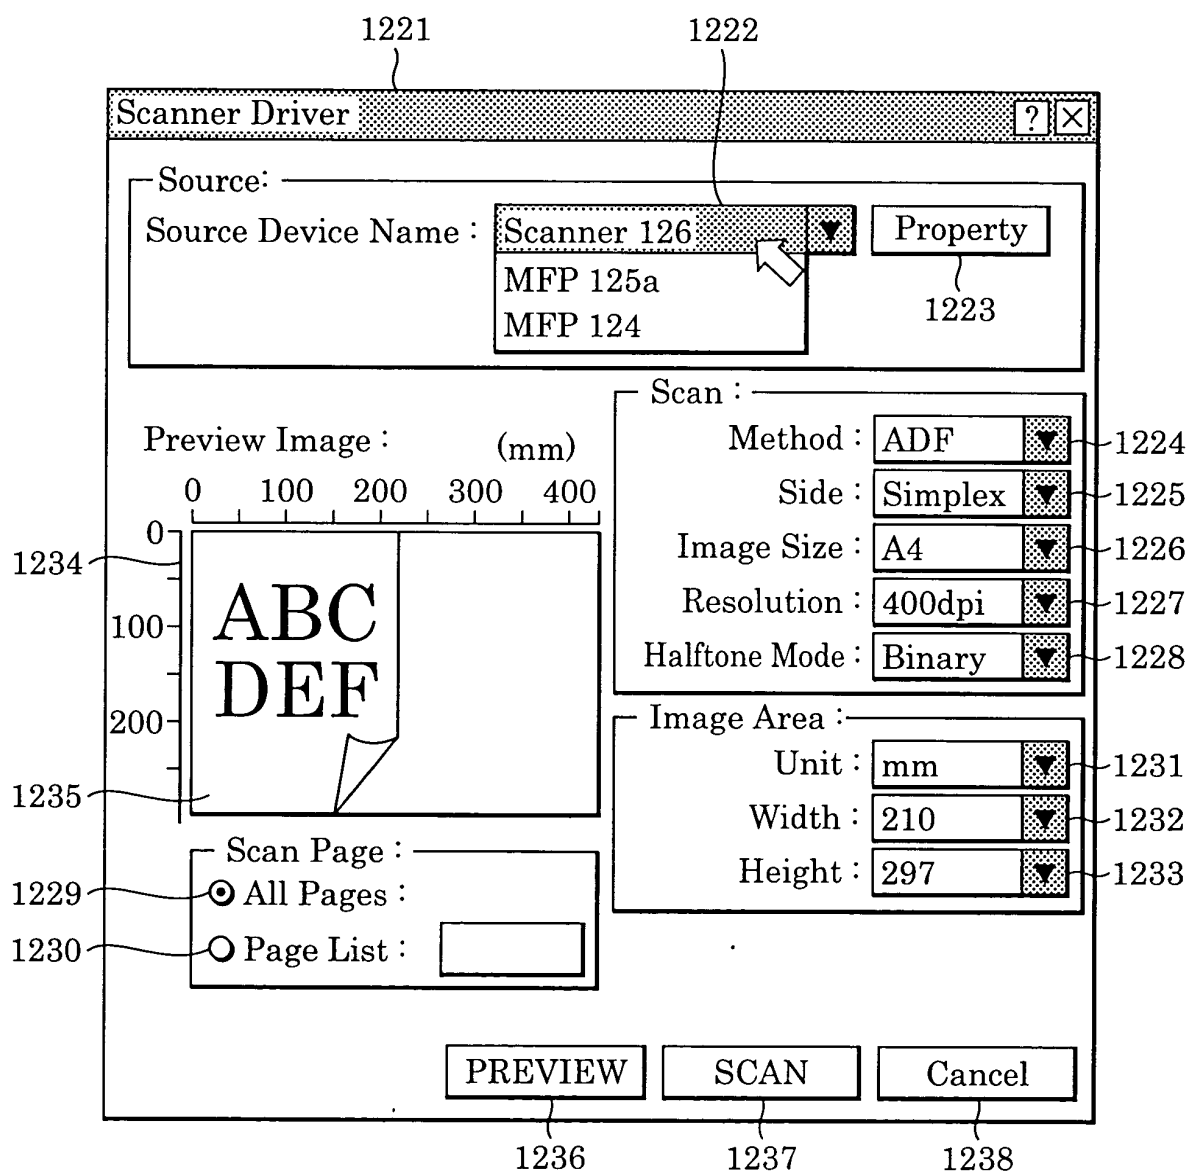 1221 1222
Scanner Driver ? ×
Source:
Source Device Name : Scanner 126 ▼ Property
MFP 125a
MFP 124
1223
Scan :
Method : ADF ▼ 1224
Side : Simplex ▼ 1225
Image Size : A4 ▼ 1226
Resolution : 400dpi ▼ 1227
Halftone Mode : Binary ▼ 1228
Preview Image : (mm)
0 100 200 300 400
0
1234
100
200
1235
ABC
DEF
Image Area :
Unit : mm ▼ 1231
Width : 210 ▼ 1232
Height : 297 ▼ 1233
Scan Page :
1229 All Pages :
1230 Page List :
PREVIEW SCAN Cancel
1236 1237 1238